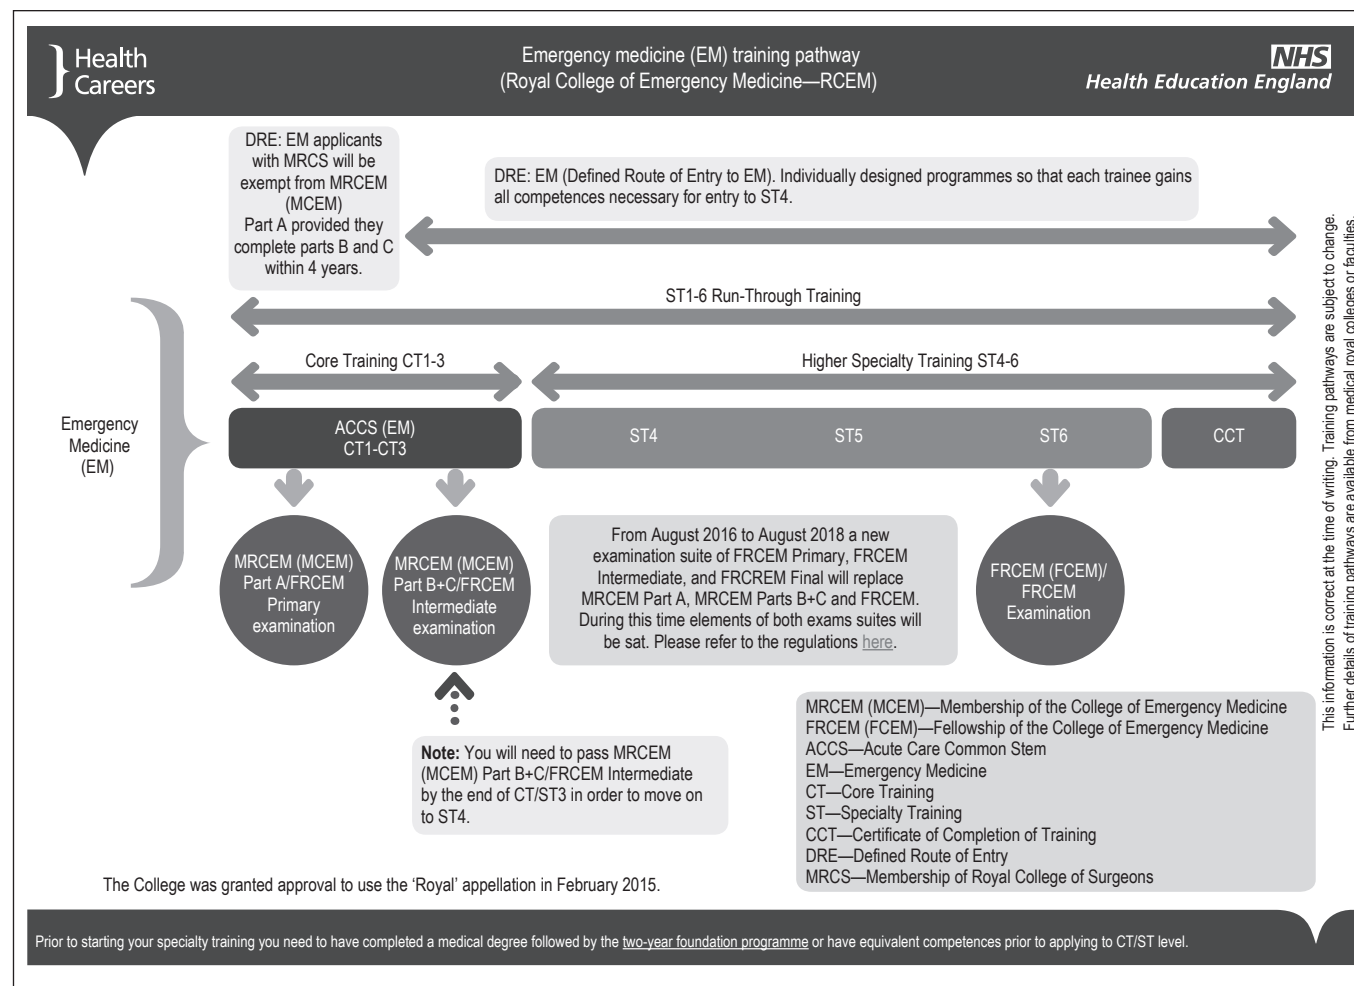 Health
Careers
Emergency medicine (EM) training pathway
(Royal College of Emergency Medicine—RCEM)
NHS
Health Education England
DRE: EM applicants
with MRCS will be
exempt from MRCEM
(MCEM)
Part A provided they
complete parts B and C
within 4 years.
DRE: EM (Defined Route of Entry to EM). Individually designed programmes so that each trainee gains
all competences necessary for entry to ST4.
ST1-6 Run-Through Training
Core Training CT1-3
Higher Specialty Training ST4-6
Emergency
Medicine
(EM)
ACCS (EM)
CT1-CT3
ST4
ST5
ST6
CCT
MRCEM (MCEM)
Part A/FRCEM
Primary
examination
MRCEM (MCEM)
Part B+C/FRCEM
Intermediate
examination
From August 2016 to August 2018 a new
examination suite of FRCEM Primary, FRCEM
Intermediate, and FRCREM Final will replace
MRCEM Part A, MRCEM Parts B+C and FRCEM.
During this time elements of both exams suites will
be sat. Please refer to the regulations here.
FRCEM (FCEM)/
FRCEM
Examination
Note: You will need to pass MRCEM
(MCEM) Part B+C/FRCEM Intermediate
by the end of CT/ST3 in order to move on
to ST4.
MRCEM (MCEM)—Membership of the College of Emergency Medicine
FRCEM (FCEM)—Fellowship of the College of Emergency Medicine
ACCS—Acute Care Common Stem
EM—Emergency Medicine
CT—Core Training
ST—Specialty Training
CCT—Certificate of Completion of Training
DRE—Defined Route of Entry
MRCS—Membership of Royal College of Surgeons
This information is correct at the time of writing. Training pathways are subject to change.
Further details of training pathways are available from medical royal colleges or faculties.
The College was granted approval to use the ‘Royal’ appellation in February 2015.
Prior to starting your specialty training you need to have completed a medical degree followed by the two-year foundation programme or have equivalent competences prior to applying to CT/ST level.